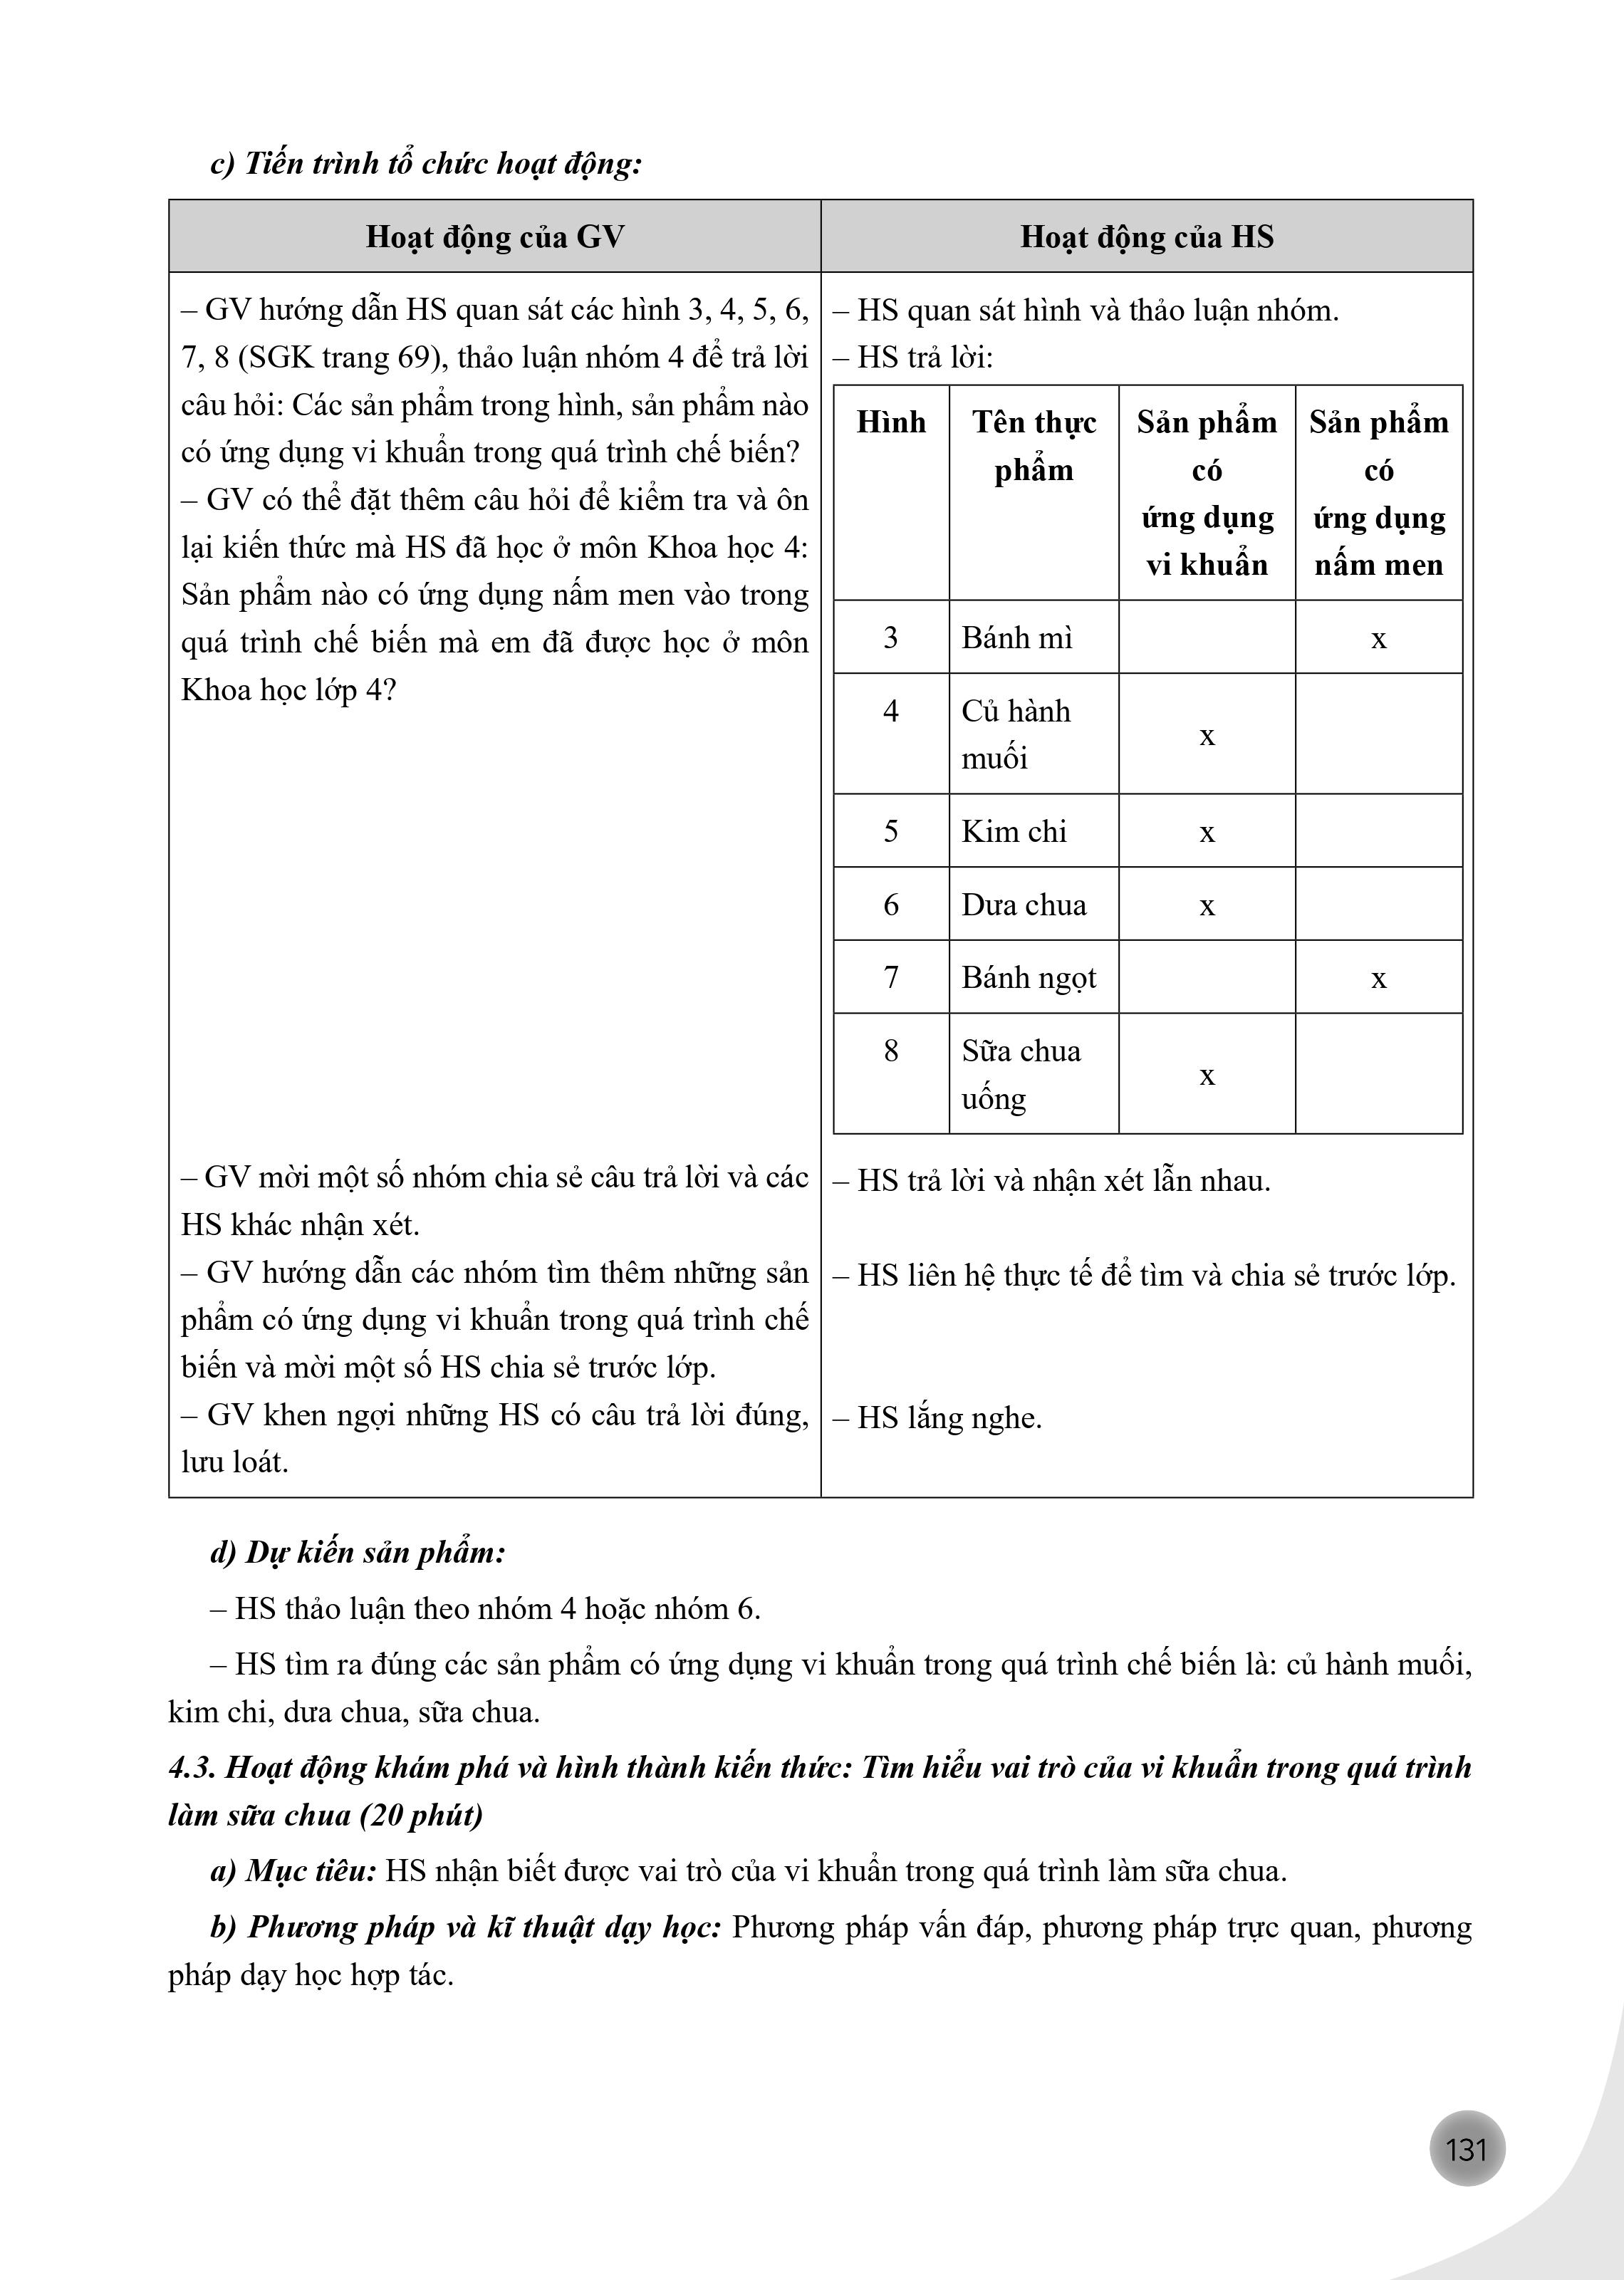 c) Tiến trình tổ chức hoạt động:
Hoạt động của GV
Hoạt động của HS
– GV hướng dẫn HS quan sát các hình 3, 4, 5, 6,
7, 8 (SGK trang 69), thảo luận nhóm 4 để trả lời
câu hỏi: Các sản phẩm trong hình, sản phẩm nào
có ứng dụng vi khuẩn trong quá trình chế biến?
– GV có thể đặt thêm câu hỏi để kiểm tra và ôn
lại kiến thức mà HS đã học ở môn Khoa học 4:
Sản phẩm nào có ứng dụng nấm men vào trong
quá trình chế biến mà em đã được học ở môn
Khoa học lớp 4?
– HS quan sát hình và thảo luận nhóm.
– HS trả lời:
Hình
Tên thực
phẩm
Sản phẩm
có
ứng dụng
vi khuẩn
Sản phẩm
có
ứng dụng
nấm men
3 Bánh mì x
4 Củ hành
muối x
5 Kim chi x
6 Dưa chua x
7 Bánh ngọt x
8 Sữa chua
uống x
– GV mời một số nhóm chia sẻ câu trả lời và các
HS khác nhận xét.
– GV hướng dẫn các nhóm tìm thêm những sản
phẩm có ứng dụng vi khuẩn trong quá trình chế
biến và mời một số HS chia sẻ trước lớp.
– GV khen ngợi những HS có câu trả lời đúng,
lưu loát.
– HS trả lời và nhận xét lẫn nhau.
– HS liên hệ thực tế để tìm và chia sẻ trước lớp.
– HS lắng nghe.
d) Dự kiến sản phẩm:
– HS thảo luận theo nhóm 4 hoặc nhóm 6.
– HS tìm ra đúng các sản phẩm có ứng dụng vi khuẩn trong quá trình chế biến là: củ hành muối,
kim chi, dưa chua, sữa chua.
4.3. Hoạt động khám phá và hình thành kiến thức: Tìm hiểu vai trò của vi khuẩn trong quá trình
làm sữa chua (20 phút)
a) Mục tiêu: HS nhận biết được vai trò của vi khuẩn trong quá trình làm sữa chua.
b) Phương pháp và kĩ thuật dạy học: Phương pháp vấn đáp, phương pháp trực quan, phương
pháp dạy học hợp tác.
131